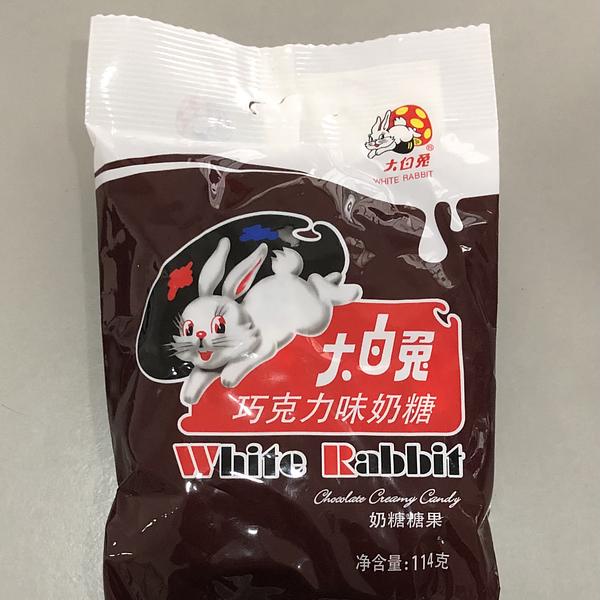 大白兔®
WHITE RABBIT
大白兔
巧克力味奶糖
White Rabbit
Chocolate Creamy Candy
奶糖糖果
净含量:114克